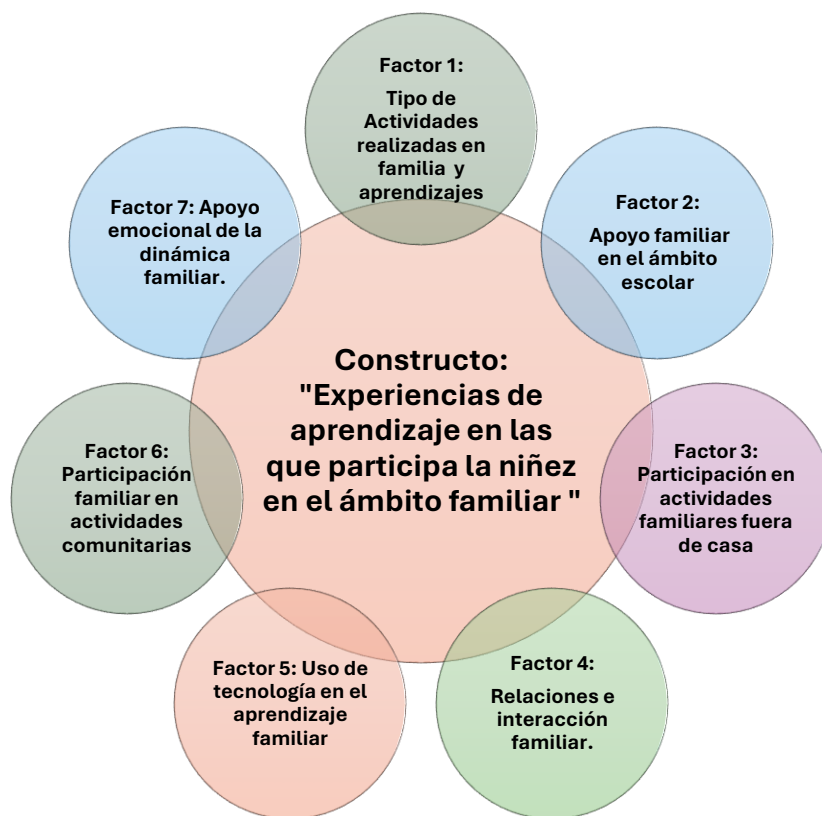 Factor 1:
Tipo de
Actividades
realizadas en
familia y
aprendizajes
Factor 2:
Apoyo familiar
en el ámbito
escolar
Factor 3:
Participación en
actividades
familiares fuera
de casa
Factor 4:
Relaciones e
interacción
familiar.
Factor 5: Uso de
tecnología en el
aprendizaje
familiar
Factor 6:
Participación
familiar en
actividades
comunitarias
Factor 7: Apoyo
emocional de la
dinámica
familiar.
Constructo:
"Experiencias de
aprendizaje en las
que participa la niñez
en el ámbito familiar "